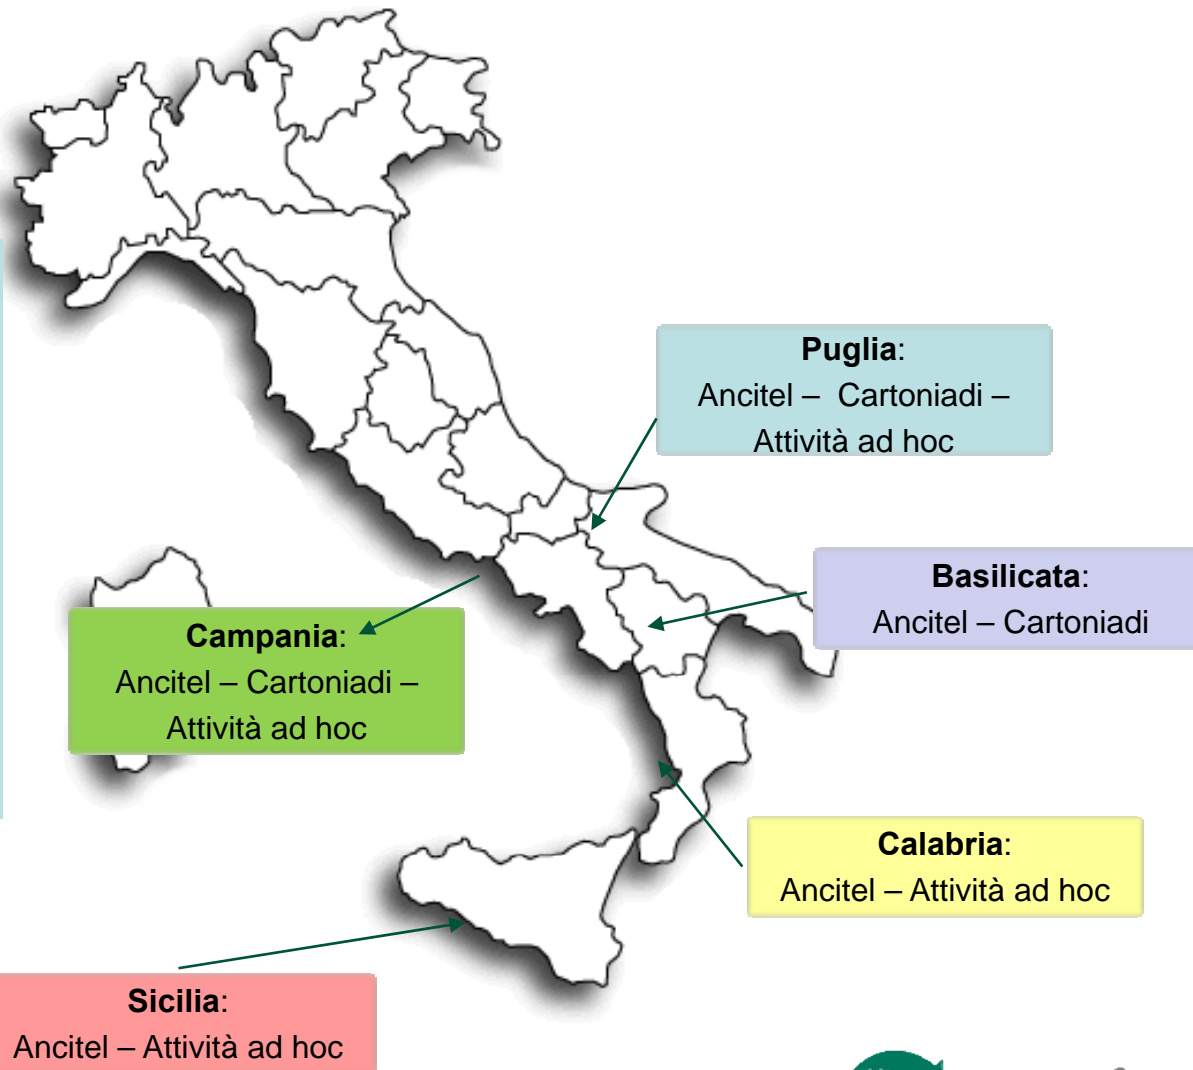 Puglia:
Ancitel – Cartoniadi –
Attività ad hoc
Basilicata:
Ancitel – Cartoniadi
Campania:
Ancitel – Cartoniadi –
Attività ad hoc
Calabria:
Ancitel – Attività ad hoc
Sicilia:
Ancitel – Attività ad hoc